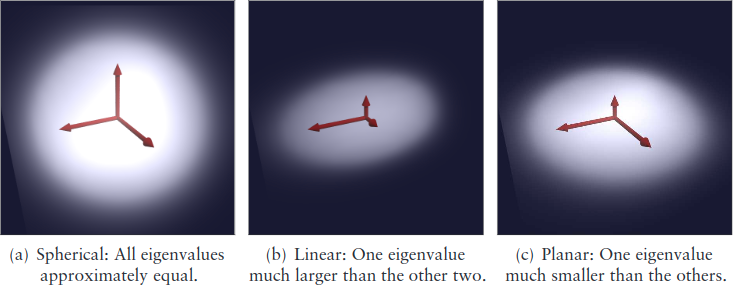 (a) Spherical: All eigenvalues
approximately equal.
(b) Linear: One eigenvalue
much larger than the other two.
(c) Planar: One eigenvalue
much smaller than the others.